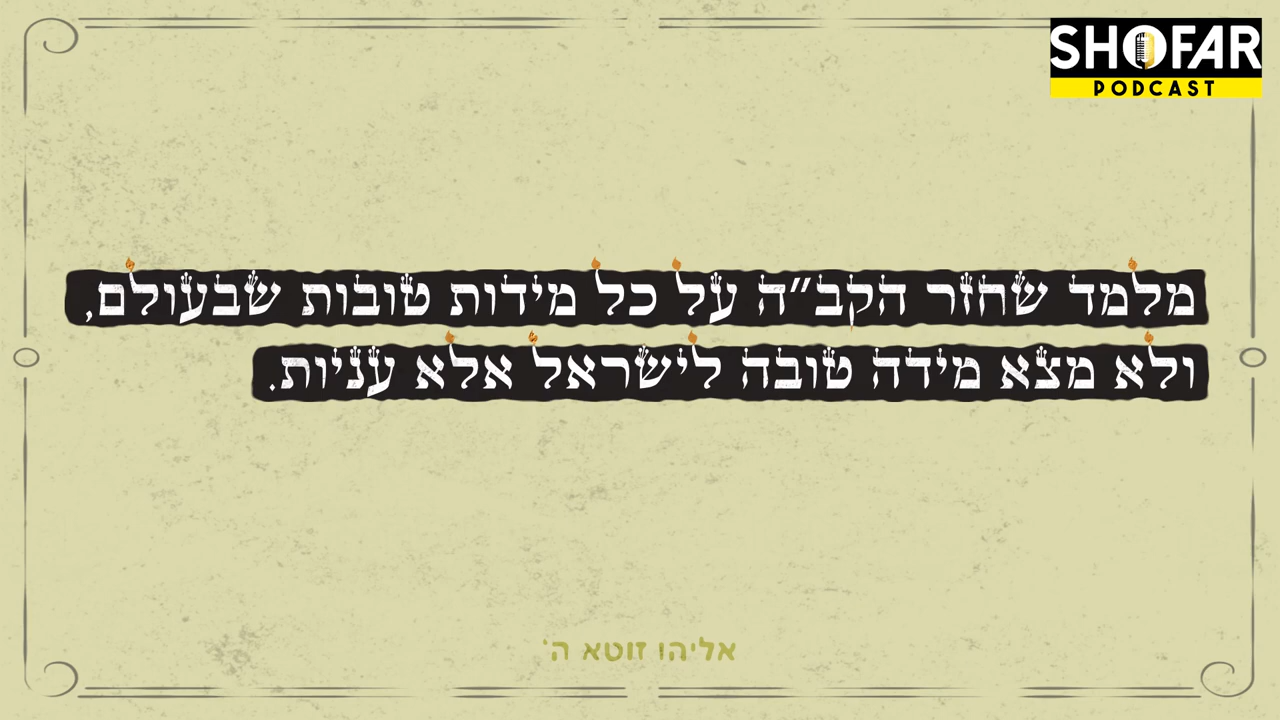 SHOFAR
PODCAST
מלמד שחזר הקב״ה על כל מידות טובות שבעולם,
ולא מצא מידה טובה לישראל אלא עניות.
אליהו זוטא ה׳